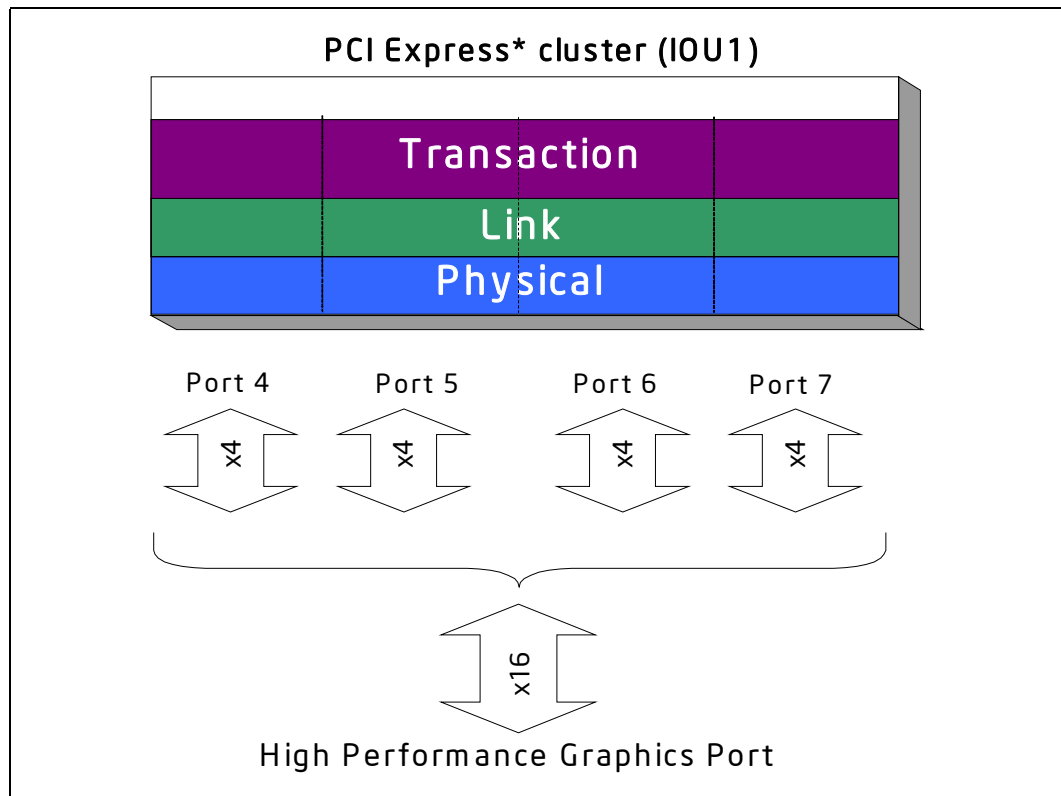 PCI Express* cluster (IOU1)
Transaction
Link
Physical
Port 4
Port 5
Port 6
Port 7
x4
x4
x4
x4
x16
High Performance Graphics Port